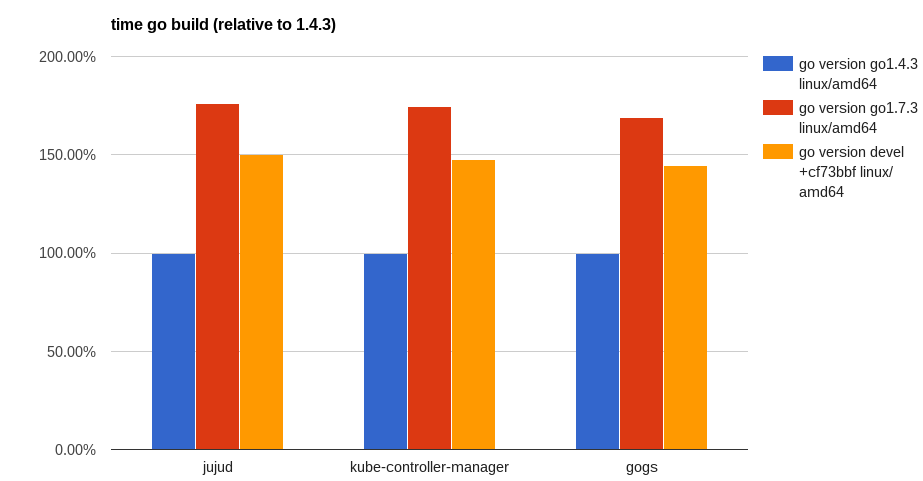 time go build (relative to 1.4.3)
200.00%
150.00%
100.00%
50.00%
0.00%
jujud
kube-controller-manager
gogs
go version go1.4.3
linux/amd64
go version go1.7.3
linux/amd64
go version devel
+cf73bbf linux/
amd64